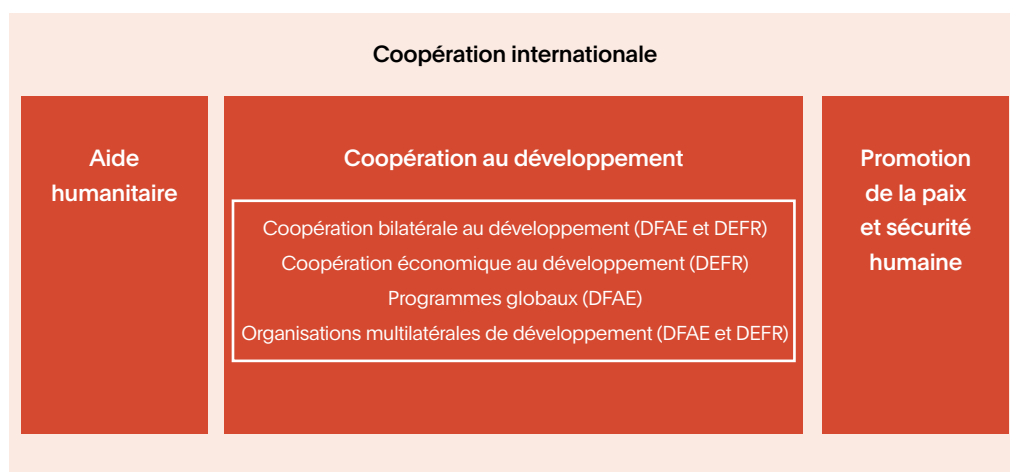 Coopération internationale
Aide
humanitaire
Coopération au développement
Coopération bilatérale au développement (DFAE et DEFR)
Coopération économique au développement (DEFR)
Programmes globaux (DFAE)
Organisations multilatérales de développement (DFAE et DEFR)
Promotion
de la paix
et sécurité
humaine